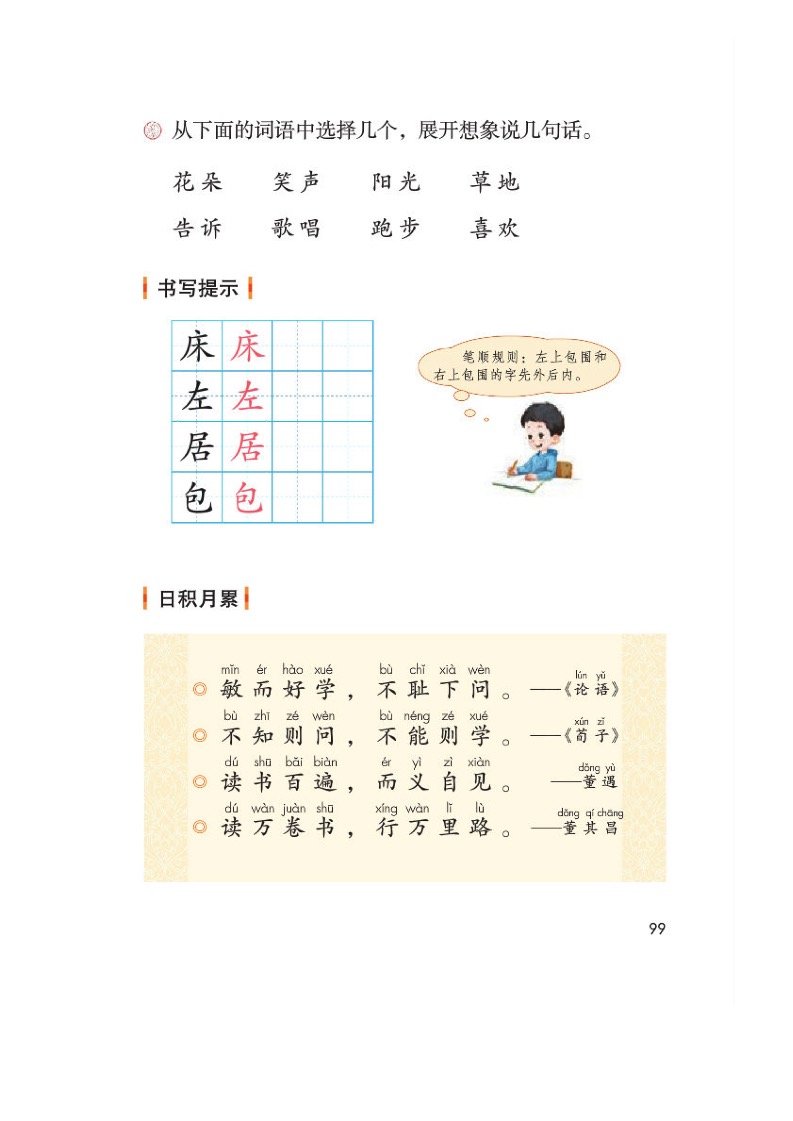 从下面的词语中选择几个，展开想象说几句话。
花朵 笑声 阳光 草地
告诉 歌唱 跑步 喜欢
书写提示
床 床
左 左
居 居
包 包
笔顺规则：左上包围和
右上包围的字先外后内。
日积月累
mǐn ér hào xué bù chǐ xià wèn lún yǔ
敏而好学，不耻下问。——《论语》
bù zhī zé wèn bù néng zé xué xún zǐ
不知则问，不能则学。——《荀子》
dú shū bǎi biàn ér yì zì xiàn dǒng yù
读书百遍，而义自见。——董遇
dú wàn juàn shū xíng wàn lǐ lù dǒng qí chāng
读万卷书，行万里路。——董其昌
99